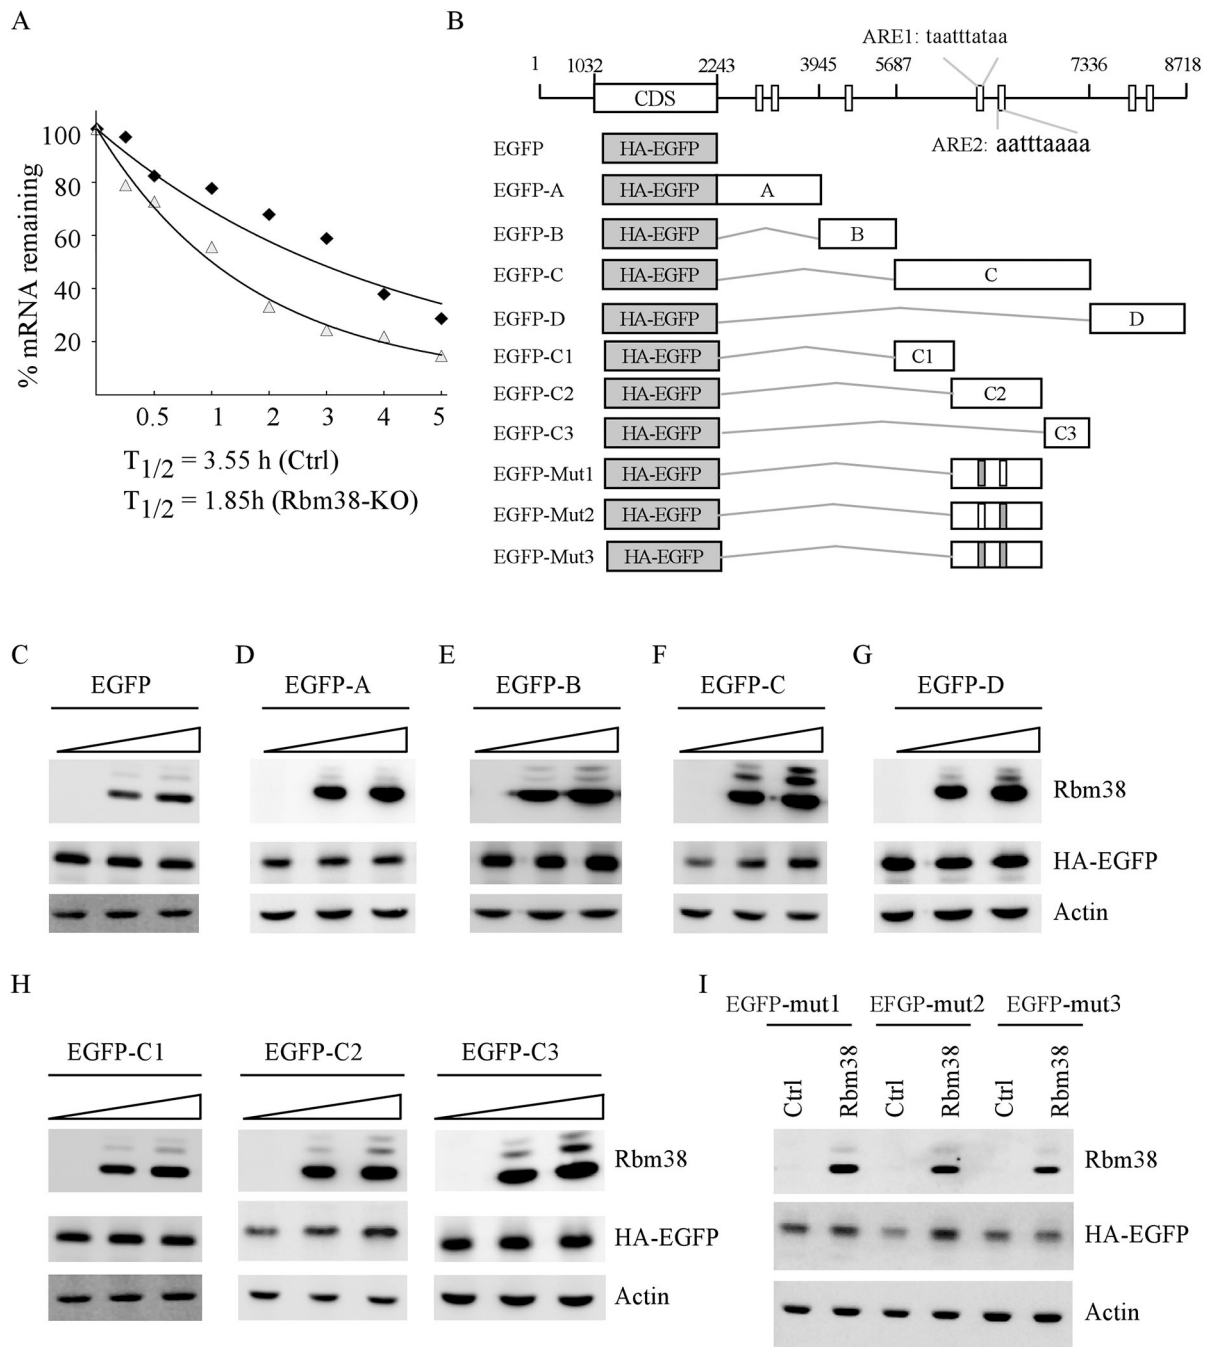 A
% mRNA remaining
100
80
60
40
20
0.5 1 2 3 4 5
T1/2 = 3.55 h (Ctrl)
T1/2 = 1.85h (Rbm38-KO)
B
ARE1: taatttataa
1 1032 2243 3945 5687 7336 8718
CDS
ARE2: aatttaaaa
EGFP HA-EGFP
EGFP-A HA-EGFP A
EGFP-B HA-EGFP B
EGFP-C HA-EGFP C
EGFP-D HA-EGFP D
EGFP-C1 HA-EGFP C1
EGFP-C2 HA-EGFP C2
EGFP-C3 HA-EGFP C3
EGFP-Mut1 HA-EGFP
EGFP-Mut2 HA-EGFP
EGFP-Mut3 HA-EGFP
C D E F G
EGFP EGFP-A EGFP-B EGFP-C EGFP-D
Rbm38
HA-EGFP
Actin
H
EGFP-C1 EGFP-C2 EGFP-C3
Rbm38
HA-EGFP
Actin
I
EGFP-mut1 EFGP-mut2 EGFP-mut3
Ctrl Rbm38 Ctrl Rbm38 Ctrl Rbm38
Rbm38
HA-EGFP
Actin